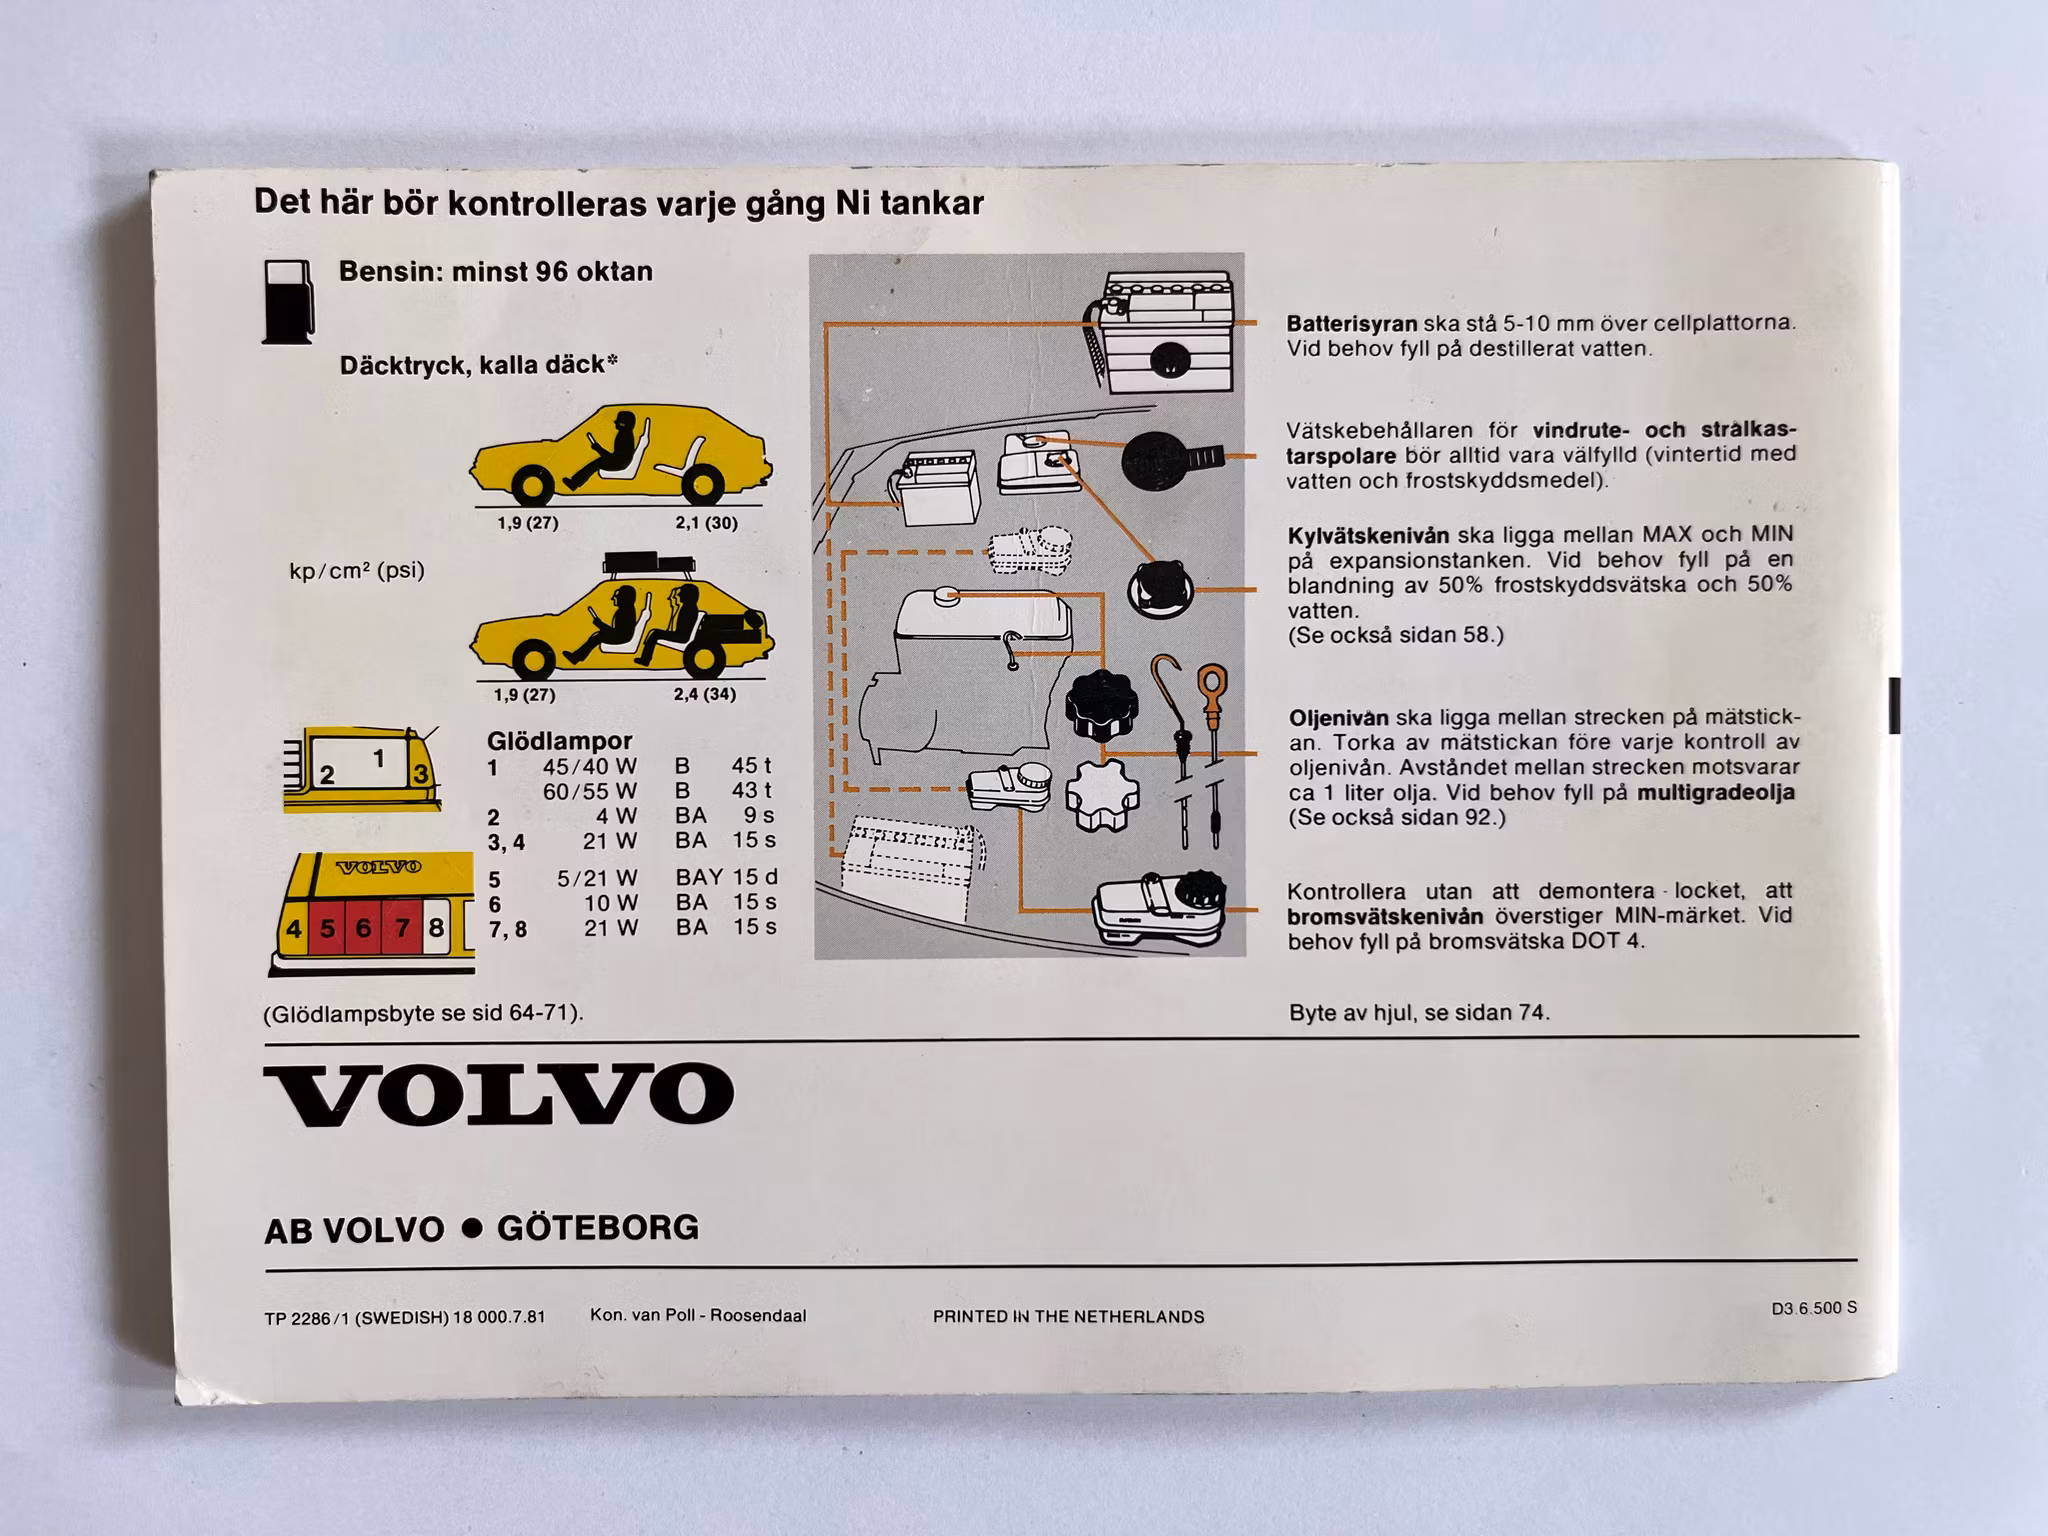 Det här bör kontrolleras varje gång Ni tankar
Bensin: minst 96 oktan
Däcktryck, kalla däck*
1,9 (27) 2,1 (30)
kp/cm² (psi)
1,9 (27) 2,4 (34)
2 1 3
VOLVO
4 5 6 7 8
Glödlampor
1 45/40 W B 45 t
60/55 W B 43 t
2 4 W BA 9 s
3, 4 21 W BA 15 s
5 5/21 W BAY 15 d
6 10 W BA 15 s
7, 8 21 W BA 15 s
(Glödlampsbyte se sid 64-71).
Batterisyran ska stå 5-10 mm över cellplattorna.
Vid behov fyll på destillerat vatten.
Vätskebehållaren för vindrute- och strålkas-
tarspolare bör alltid vara välfylld (vintertid med
vatten och frostskyddsmedel).
Kylvätskenivån ska ligga mellan MAX och MIN
på expansionstanken. Vid behov fyll på en
blandning av 50% frostskyddsvätska och 50%
vatten.
(Se också sidan 58.)
Oljenivån ska ligga mellan strecken på mätstick-
an. Torka av mätstickan före varje kontroll av
oljenivån. Avståndet mellan strecken motsvarar
ca 1 liter olja. Vid behov fyll på multigradeolja
(Se också sidan 92.)
Kontrollera utan att demontera locket, att
bromsvätskenivån överstiger MIN-märket. Vid
behov fyll på bromsvätska DOT 4.
Byte av hjul, se sidan 74.
VOLVO
AB VOLVO ● GÖTEBORG
TP 2286/1 (SWEDISH) 18 000.7.81 Kon. van Poll - Roosendaal PRINTED IN THE NETHERLANDS D3.6.500 S